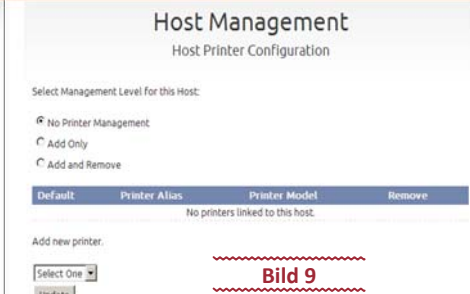 Host Management
Host Printer Configuration
Select Management Level for this Host:
No Printer Management
Add Only
Add and Remove
Default Printer Alias Printer Model Remove
No printers linked to this host.
Add new printer.
Select One
Update
Bild 9